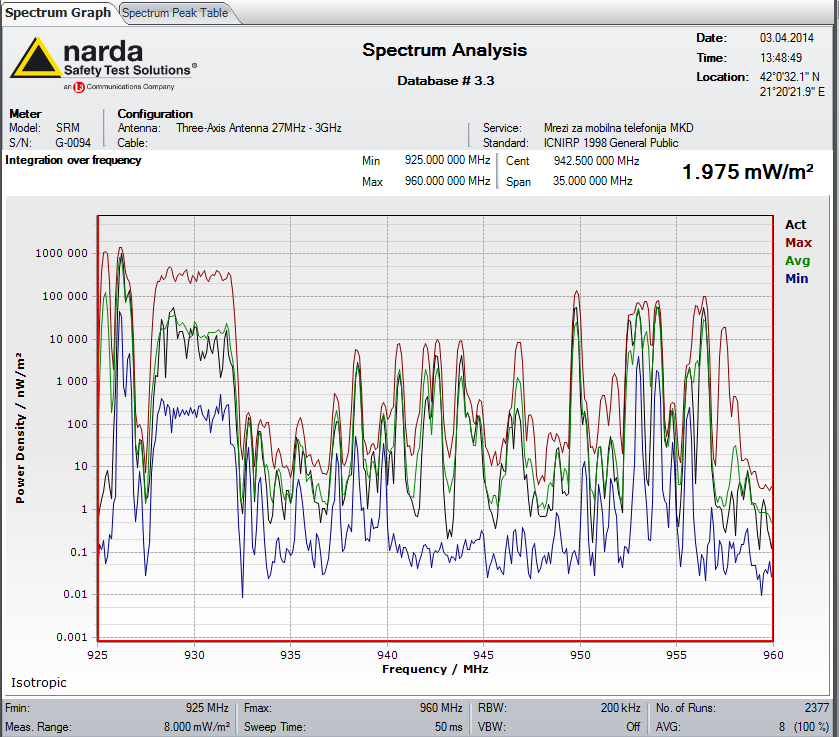 Spectrum Graph Spectrum Peak Table
narda
Safety Test Solutions®
an L3 Communications Company
Spectrum Analysis
Database # 3.3
Date: 03.04.2014
Time: 13:48:49
Location: 42°0'32.1" N
21°20'21.9" E
Meter
Model: SRM
S/N: G-0094
Configuration
Antenna: Three-Axis Antenna 27MHz - 3GHz
Cable:
Service: Mrezi za mobilna telefonija MKD
Standard: ICNIRP 1998 General Public
Integration over frequency
Min 925.000 000 MHz Cent 942.500 000 MHz
Max 960.000 000 MHz Span 35.000 000 MHz
1.975 mW/m²
Act
Max
Avg
Min
Power Density / nW/m²
1000 000
100 000
10 000
1 000
100
10
1
0.1
0.01
0.001
925 930 935 940 945 950 955 960
Frequency / MHz
Isotropic
Fmin: 925 MHz Fmax: 960 MHz RBW: 200 kHz No. of Runs: 2377
Meas. Range: 8.000 mW/m² Sweep Time: 50 ms VBW: Off AVG: 8 (100 %)